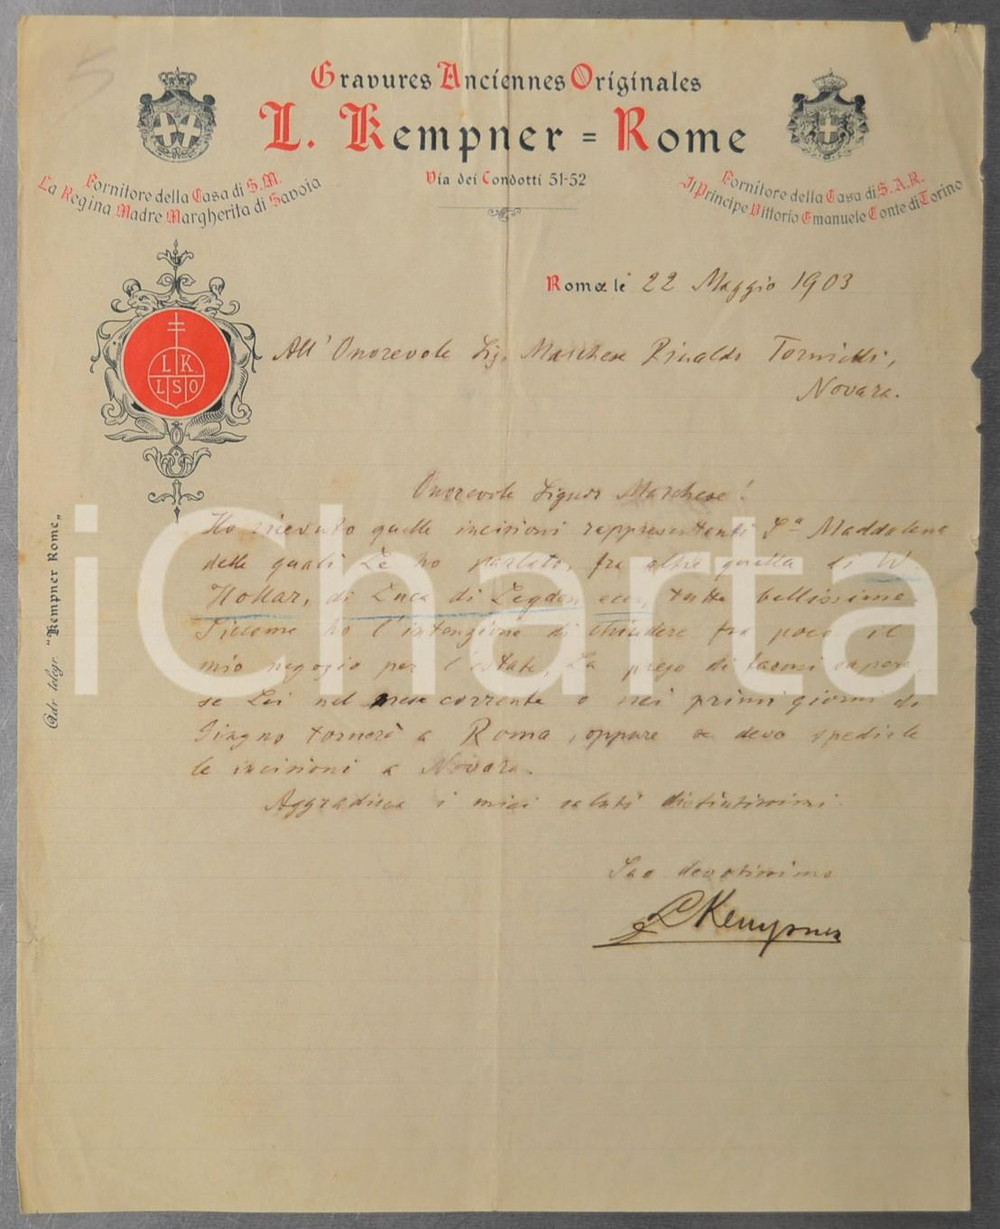 5
Gravures Anciennes Originales
L. Kempner = Rome
Via dei Condotti 51-52
Fornitore della Casa di S.M.
La Regina Madre Margherita di Savoia
Fornitore della Casa di S.A.R.
Il Principe Vittorio Emanuele Conte di Torino
Roma le 22 Maggio 1903
L K
L S O
All' Onorevole Sig. Marchese Rinaldo Tornielli,
Novara.
Onorevole Signor Marchese!
Ho ricevuto quelle incisioni rappresentanti Sᵃ Maddalena
delle quali Le ho parlato, fra altre quella di W.
Hollar, di Luca di Leyden ecc, tutte bellissime.
Siccome ho l'intenzione di chiudere fra poco il
mio negozio per l'estate, La prego di farmi sapere
se Lei nel mese corrente o nei primi giorni di
Giugno tornerà a Roma, oppure se devo spedirle
le incisioni a Novara.
Aggradisca i miei saluti distintissimi
Suo devotissimo
L Kempner
Adr. telegr. "Kempner Rome"
iCharta